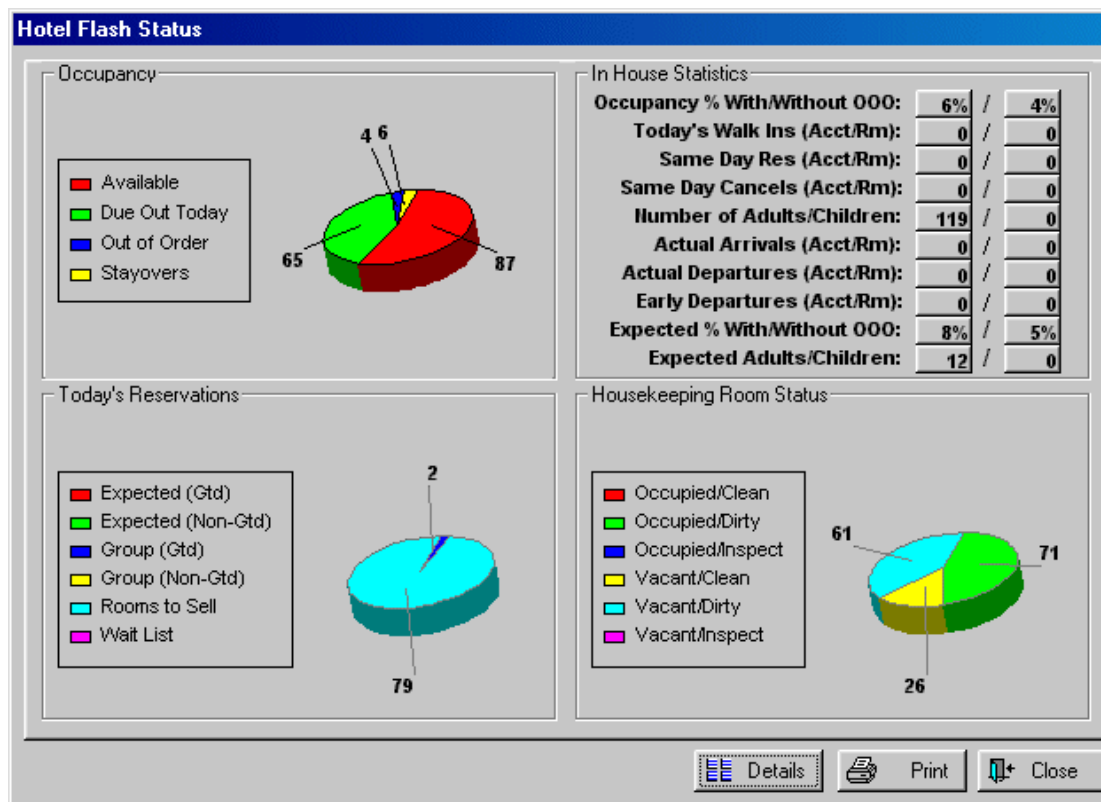 Hotel Flash Status
Occupancy
4 6
Available
Due Out Today
Out of Order
Stayovers
65
87
In House Statistics
Occupancy % With/Without OOO: 6% / 4%
Today's Walk Ins (Acct/Rm): 0 / 0
Same Day Res (Acct/Rm): 0 / 0
Same Day Cancels (Acct/Rm): 0 / 0
Number of Adults/Children: 119 / 0
Actual Arrivals (Acct/Rm): 0 / 0
Actual Departures (Acct/Rm): 0 / 0
Early Departures (Acct/Rm): 0 / 0
Expected % With/Without OOO: 8% / 5%
Expected Adults/Children: 12 / 0
Today's Reservations
Expected (Gtd)
Expected (Non-Gtd)
Group (Gtd)
Group (Non-Gtd)
Rooms to Sell
Wait List
2
79
Housekeeping Room Status
Occupied/Clean
Occupied/Dirty
Occupied/Inspect
Vacant/Clean
Vacant/Dirty
Vacant/Inspect
61
71
26
Details Print Close